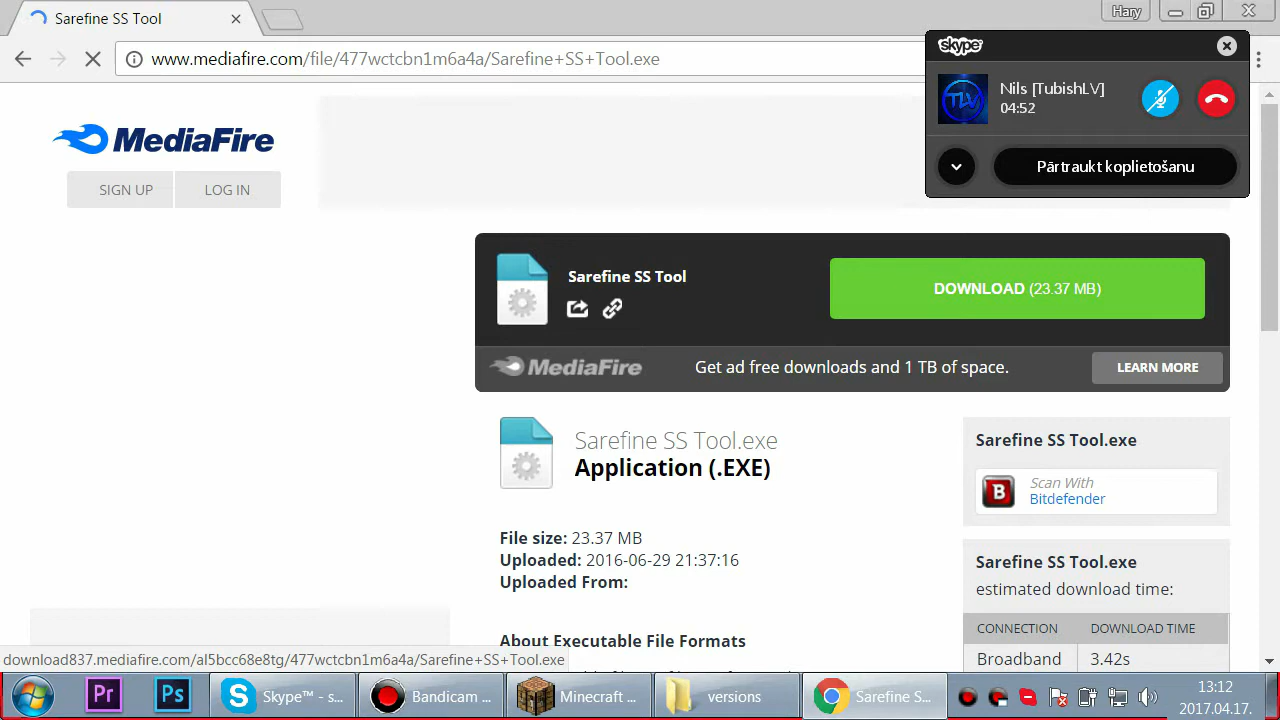 Sarefine SS Tool
Hary
www.mediafire.com/file/477wctcbn1m6a4a/Sarefine+SS+Tool.exe
skype
TLV
Nils [TubishLV]
04:52
Pārtraukt koplietošanu
MediaFire
SIGN UP
LOG IN
Sarefine SS Tool
DOWNLOAD (23.37 MB)
MediaFire
Get ad free downloads and 1 TB of space.
LEARN MORE
Sarefine SS Tool.exe
Application (.EXE)
File size: 23.37 MB
Uploaded: 2016-06-29 21:37:16
Uploaded From:
About Executable File Formats
Sarefine SS Tool.exe
B
Scan With
Bitdefender
Sarefine SS Tool.exe
estimated download time:
CONNECTION DOWNLOAD TIME
Broadband 3.42s
download837.mediafire.com/al5bcc68e8tg/477wctcbn1m6a4a/Sarefine+SS+Tool.exe
Pr
Ps
Skype™ - s...
Bandicam ...
Minecraft ...
versions
Sarefine S...
13:12
2017.04.17.